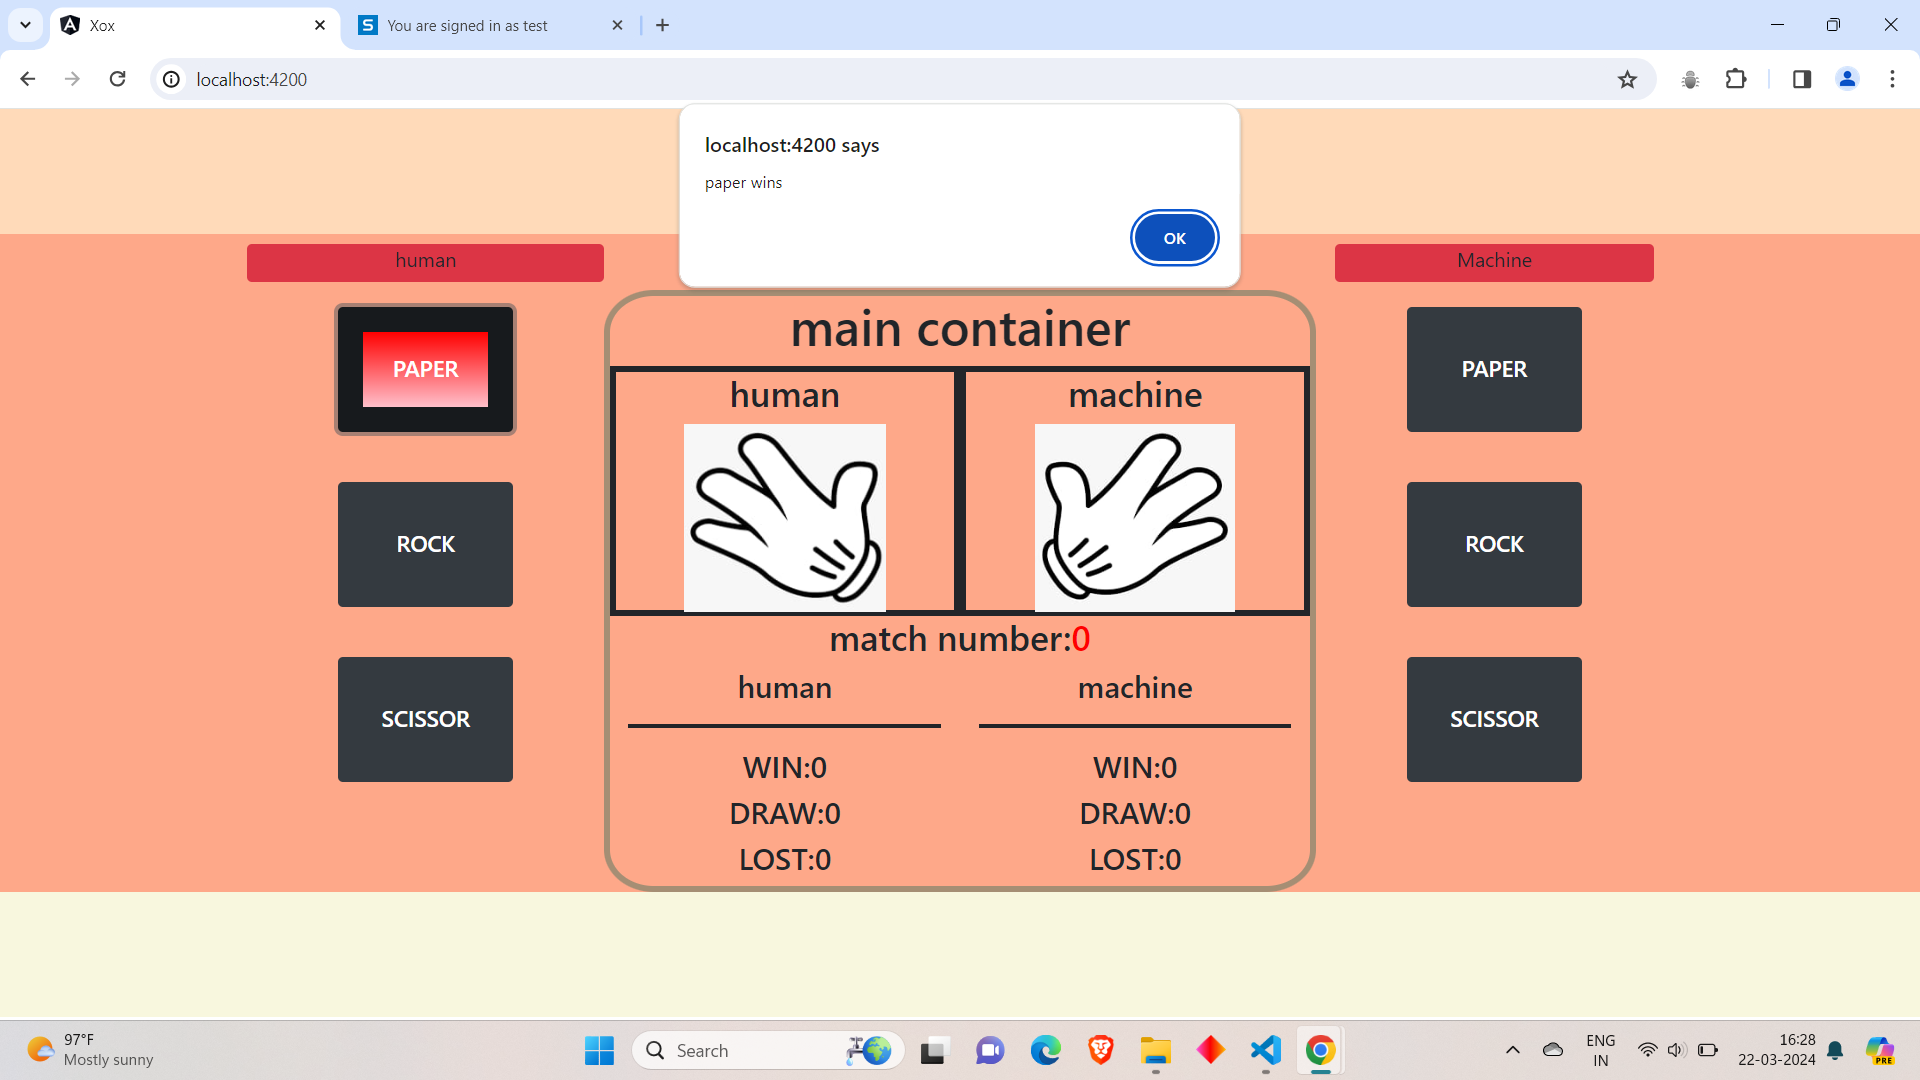 Xox
You are signed in as test
localhost:4200
localhost:4200 says
paper wins
OK
human
Machine
PAPER
ROCK
SCISSOR
main container
human
machine
match number:0
human
machine
WIN:0
WIN:0
DRAW:0
DRAW:0
LOST:0
LOST:0
PAPER
ROCK
SCISSOR
97°F
Mostly sunny
Search
ENG
IN
16:28
22-03-2024
PRE